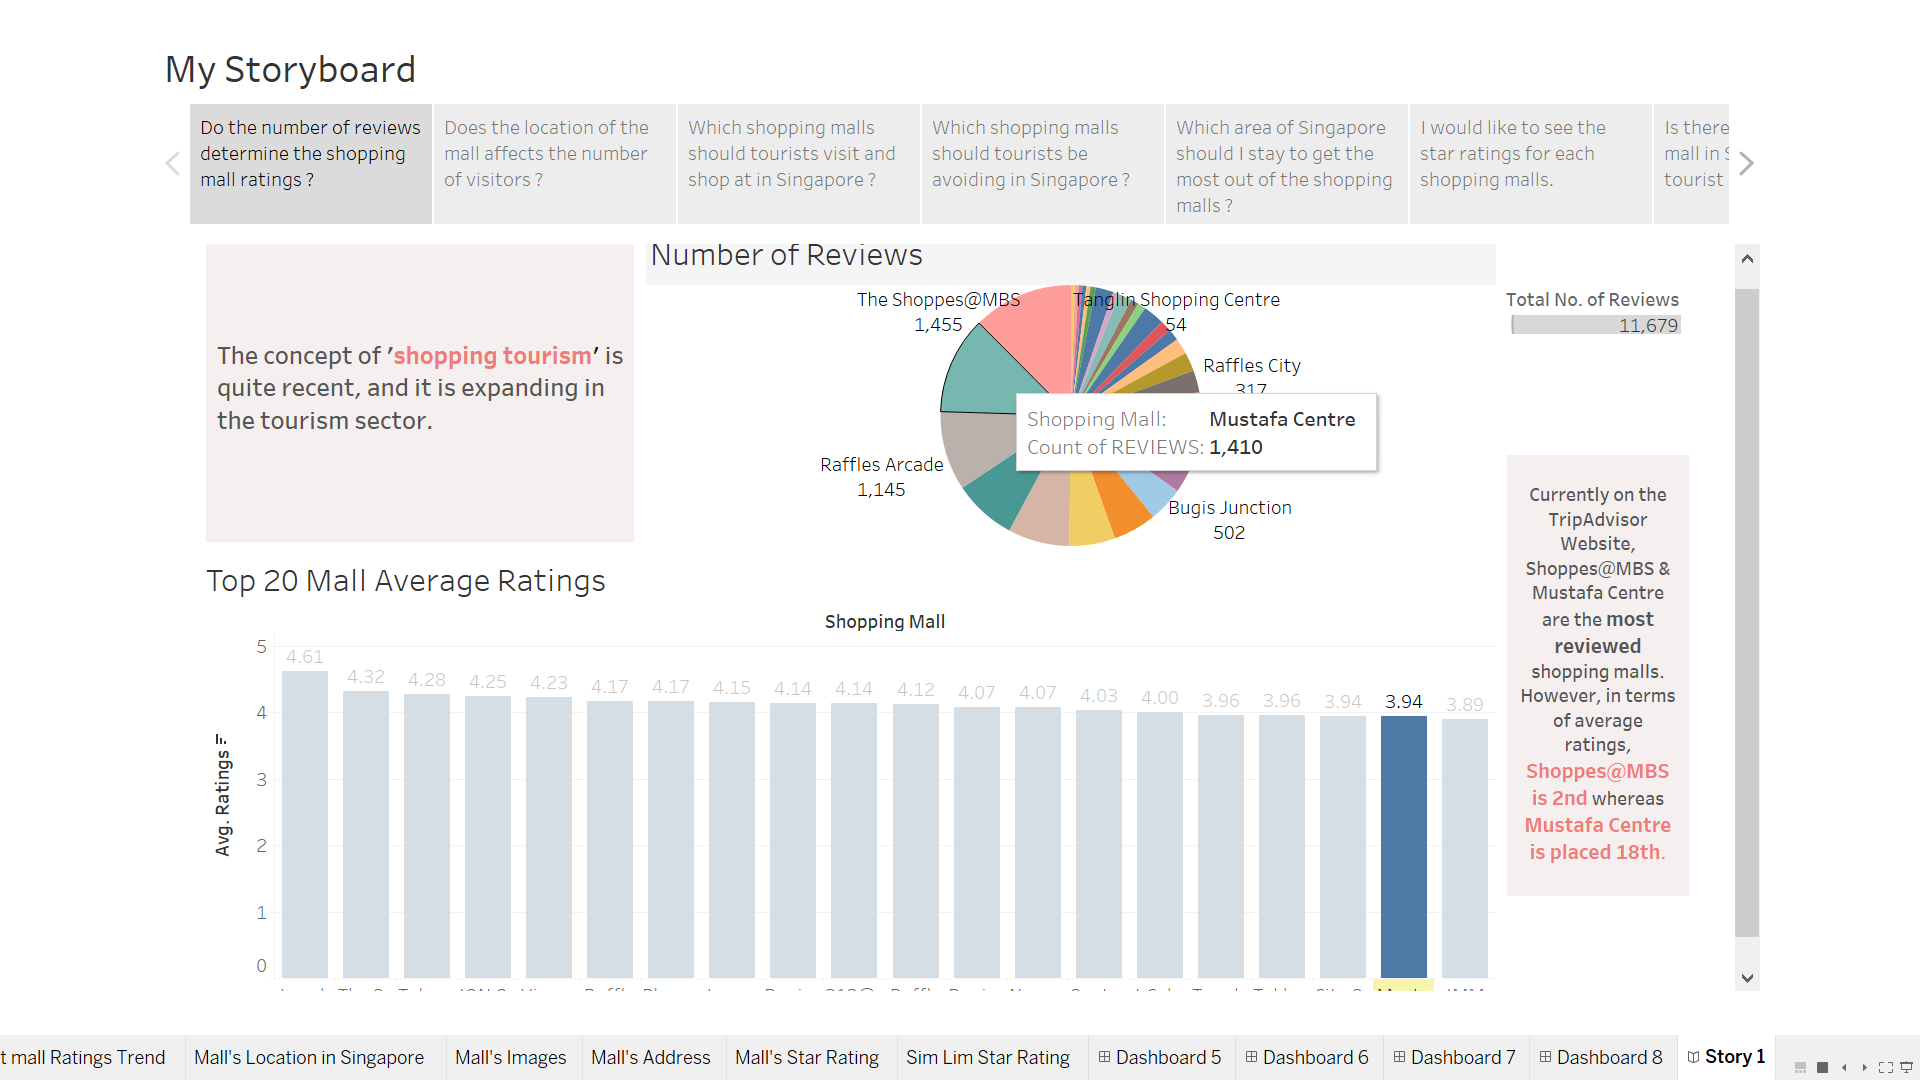 My Storyboard
Do the number of reviews
determine the shopping
mall ratings ?
Does the location of the
mall affects the number
of visitors ?
Which shopping malls
should tourists visit and
shop at in Singapore ?
Which shopping malls
should tourists be
avoiding in Singapore ?
Which area of Singapore
should I stay to get the
most out of the shopping
malls ?
I would like to see the
star ratings for each
shopping malls.
Is there
mall in
tourist
The concept of ’shopping tourism’ is
quite recent, and it is expanding in
the tourism sector.
Number of Reviews
The Shoppes@MBS
1,455
Tanglin Shopping Centre
54
Raffles City
317
Shopping Mall: Mustafa Centre
Count of REVIEWS: 1,410
Raffles Arcade
1,145
Bugis Junction
502
Total No. of Reviews
11,679
Currently on the
TripAdvisor
Website,
Shoppes@MBS &
Mustafa Centre
are the most
reviewed
shopping malls.
However, in terms
of average
ratings,
Shoppes@MBS
is 2nd whereas
Mustafa Centre
is placed 18th.
Top 20 Mall Average Ratings
Shopping Mall
Avg. Ratings
5
4
3
2
1
0
4.61 4.32 4.28 4.25 4.23 4.17 4.17 4.15 4.14 4.14 4.12 4.07 4.07 4.03 4.00 3.96 3.96 3.94 3.94 3.89
t mall Ratings Trend
Mall's Location in Singapore
Mall's Images
Mall's Address
Mall's Star Rating
Sim Lim Star Rating
Dashboard 5
Dashboard 6
Dashboard 7
Dashboard 8
Story 1